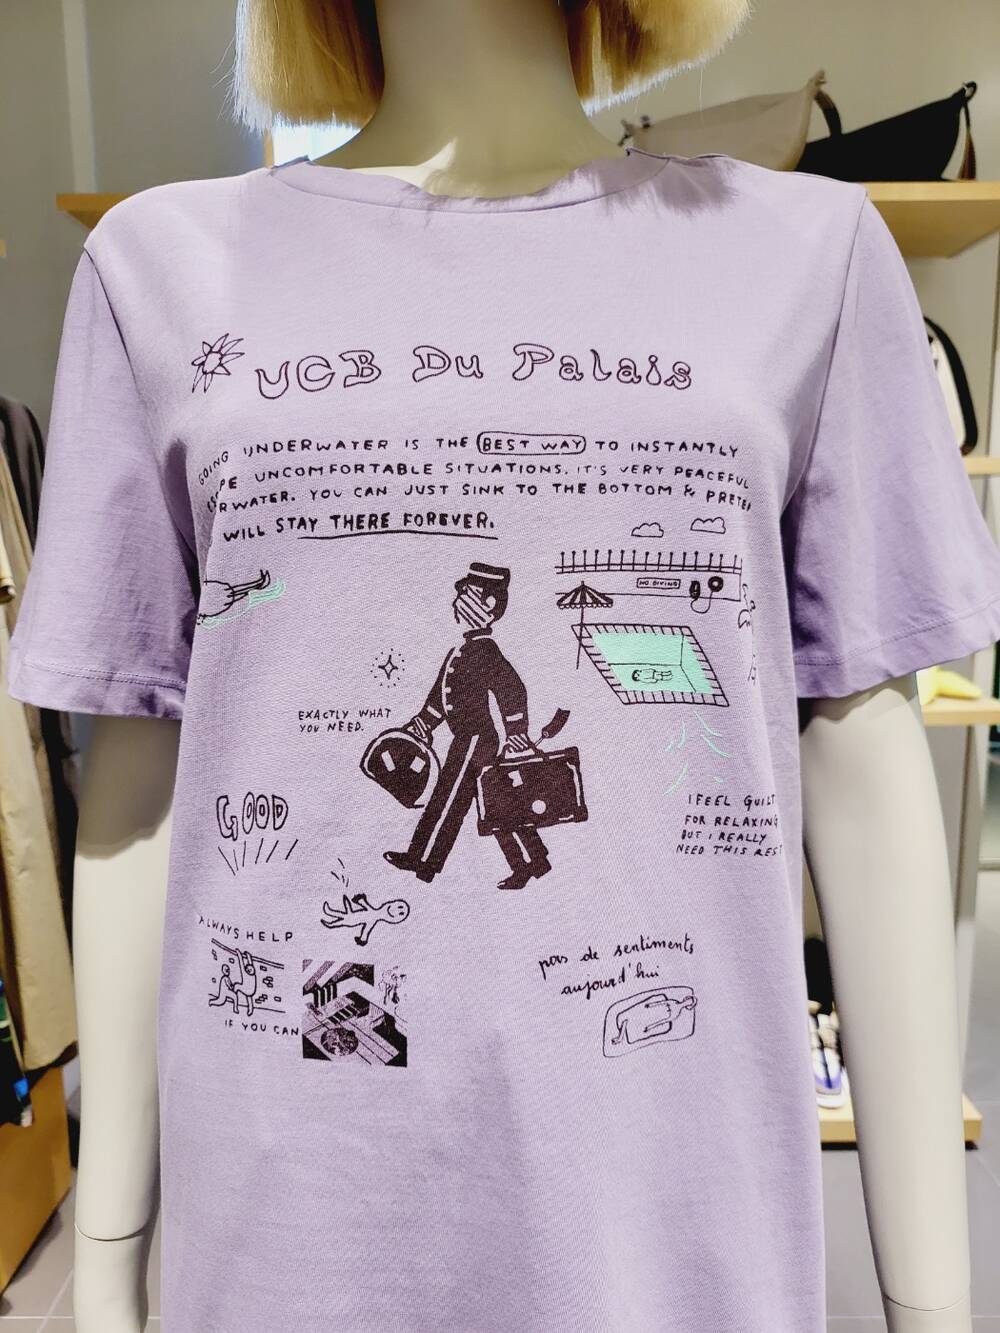 UCB Du Palais
GOING UNDERWATER IS THE BEST WAY TO INSTANTLY
UNCOMFORTABLE SITUATIONS. IT'S VERY PEACEFUL
RWATER. YOU CAN JUST SINK TO THE BOTTOM & PRETE
WILL STAY THERE FOREVER.
NO DIVING
EXACTLY WHAT
YOU NEED.
GOOD
I FEEL GUILT
FOR RELAXING
BUT I REALLY
NEED THIS REST
ALWAYS HELP
IF YOU CAN
pas de sentiments
aujourd'hui